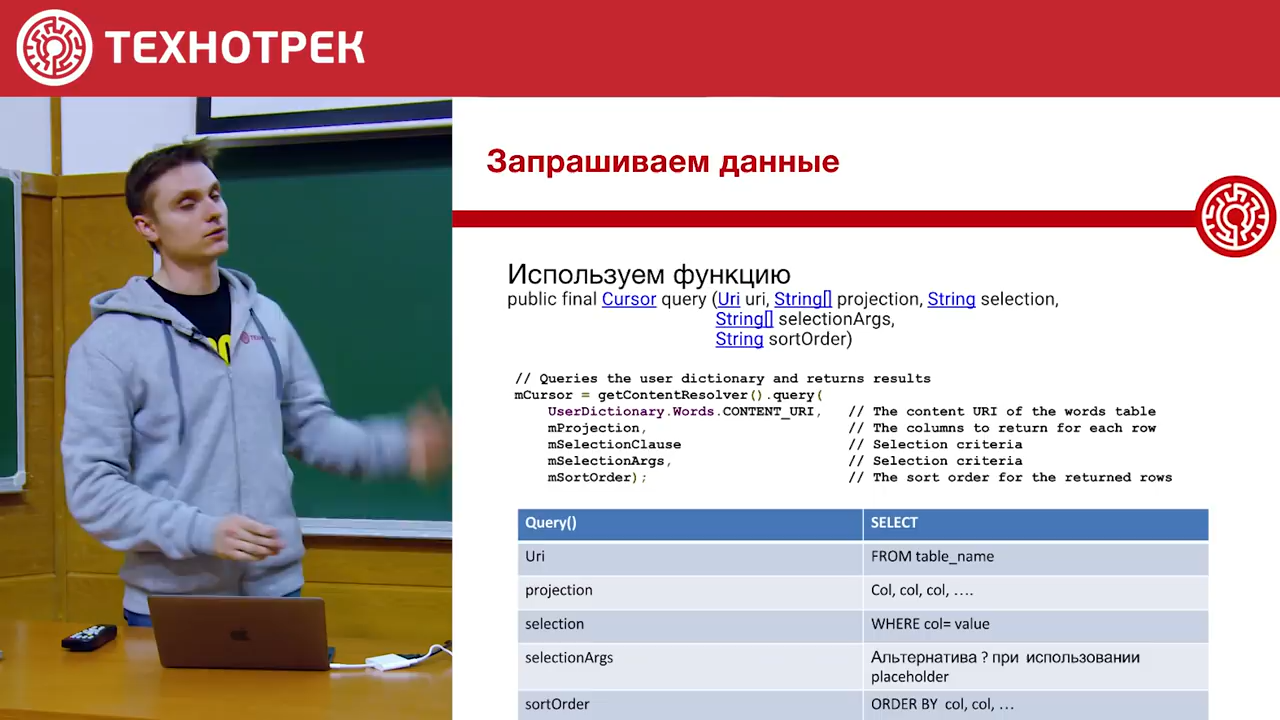 ТЕХНОТРЕК
Запрашиваем данные
Используем функцию
public final Cursor query (Uri uri, String[] projection, String selection,
String[] selectionArgs,
String sortOrder)
// Queries the user dictionary and returns results
mCursor = getContentResolver().query(
UserDictionary.Words.CONTENT_URI, // The content URI of the words table
mProjection, // The columns to return for each row
mSelectionClause // Selection criteria
mSelectionArgs, // Selection criteria
mSortOrder); // The sort order for the returned rows
Query() SELECT
Uri FROM table_name
projection Col, col, col, ….
selection WHERE col= value
selectionArgs Альтернатива ? при использовании
placeholder
sortOrder ORDER BY col, col, …